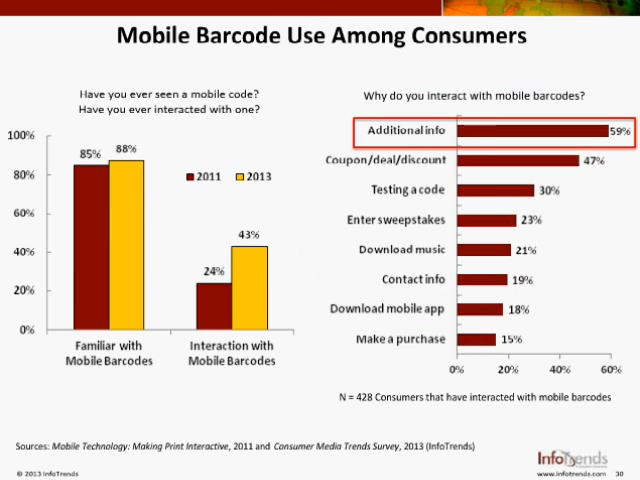 Mobile Barcode Use Among Consumers
Have you ever seen a mobile code?
Have you ever interacted with one?
100%
80%
60%
40%
20%
0%
85%
88%
24%
43%
2011
2013
Familiar with
Mobile Barcodes
Interaction with
Mobile Barcodes
Why do you interact with mobile barcodes?
Additional info 59%
Coupon/deal/discount 47%
Testing a code 30%
Enter sweepstakes 23%
Download music 21%
Contact info 19%
Download mobile app 18%
Make a purchase 15%
0% 20% 40% 60%
N = 428 Consumers that have interacted with mobile barcodes
Sources: Mobile Technology: Making Print Interactive, 2011 and Consumer Media Trends Survey, 2013 (InfoTrends)
InfoTrends
© 2013 InfoTrends
www.infotrends.com 30